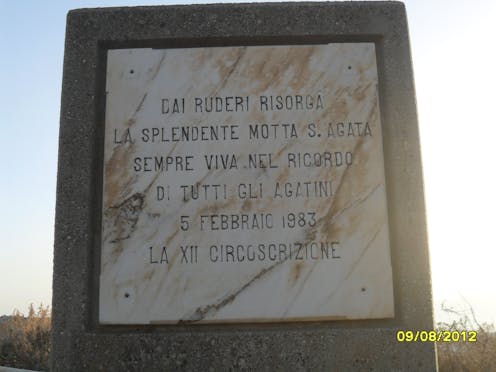 DAI RUDERI RISORGA
LA SPLENDENTE MOTTA S. AGATA
SEMPRE VIVA NEL RICORDO
DI TUTTI GLI AGATINI
5 FEBBRAIO 1983
LA XII CIRCOSCRIZIONE
09/08/2012